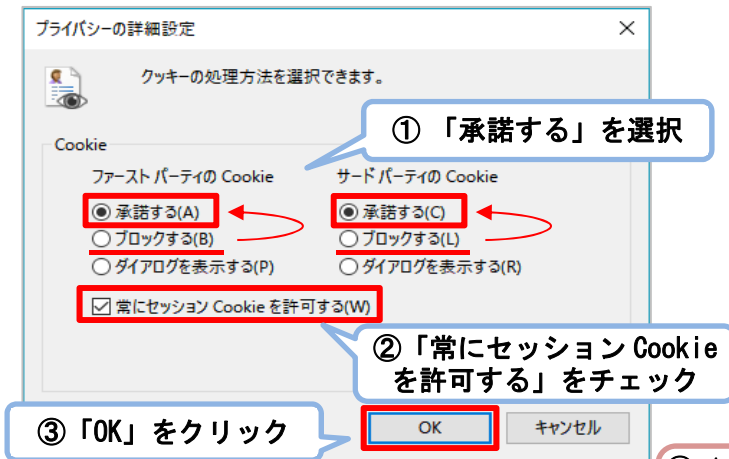 プライバシーの詳細設定
クッキーの処理方法を選択できます。
① 「承諾する」を選択
Cookie
ファースト パーティの Cookie
サード パーティの Cookie
承諾する(A)
承諾する(C)
ブロックする(B)
ブロックする(L)
ダイアログを表示する(P)
ダイアログを表示する(R)
常にセッション Cookie を許可する(W)
②「常にセッション Cookie
を許可する」をチェック
③「OK」をクリック
OK
キャンセル